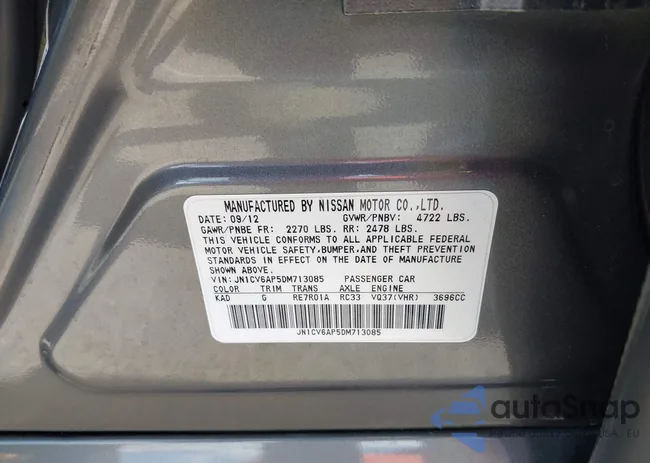 MANUFACTURED BY NISSAN MOTOR CO.,LTD.
DATE: 09/12 GVWR/PNBV: 4722 LBS.
GAWR/PNBE FR: 2270 LBS. RR: 2478 LBS.
THIS VEHICLE CONFORMS TO ALL APPLICABLE FEDERAL
MOTOR VEHICLE SAFETY,BUMPER,AND THEFT PREVENTION
STANDARDS IN EFFECT ON THE DATE OF MANUFACTURE
SHOWN ABOVE.
VIN: JN1CV6AP5DM713085 PASSENGER CAR
COLOR TRIM TRANS AXLE ENGINE
KAD G RE7R01A RC33 VQ37(VHR) 3696CC
JN1CV6AP5DM713085
autoSnap